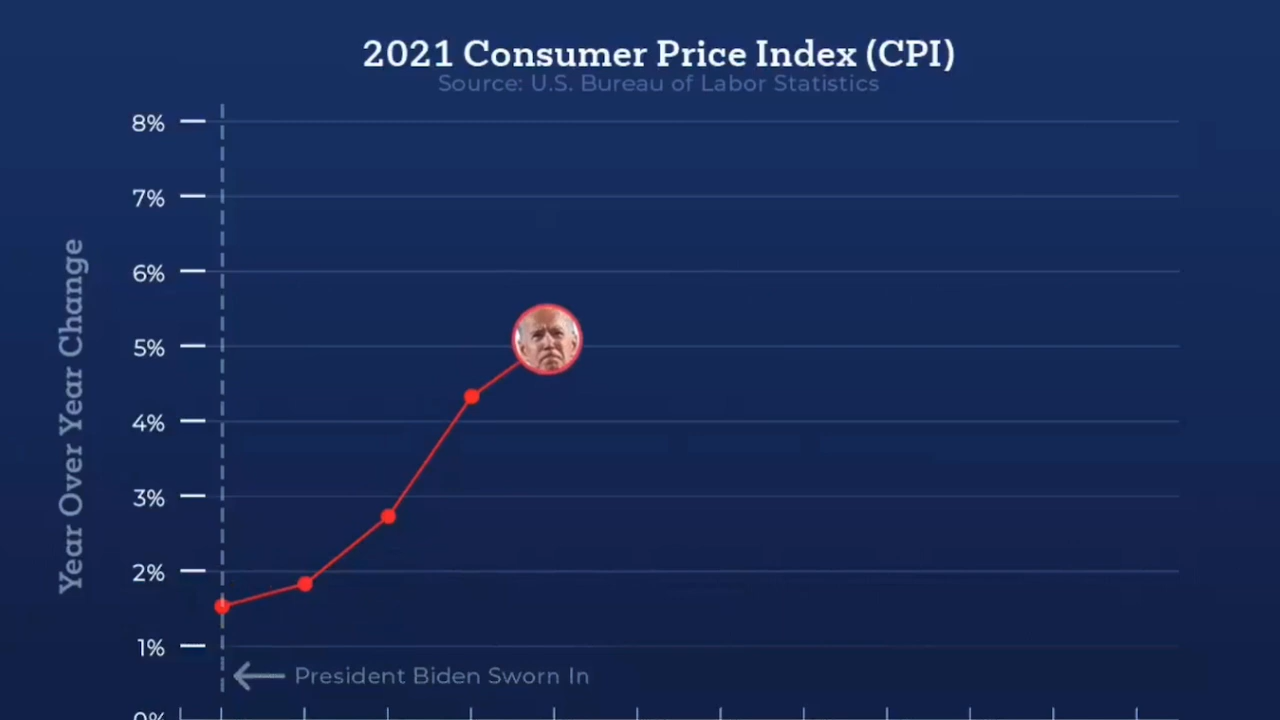 2021 Consumer Price Index (CPI)
Source: U.S. Bureau of Labor Statistics
8%
7%
6%
5%
4%
3%
2%
1%
0%
Year Over Year Change
President Biden Sworn In